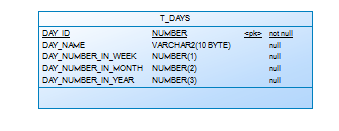 T_DAYS
DAY_ID NUMBER <pk> not null
DAY_NAME VARCHAR2(10 BYTE) null
DAY_NUMBER_IN_WEEK NUMBER(1) null
DAY_NUMBER_IN_MONTH NUMBER(2) null
DAY_NUMBER_IN_YEAR NUMBER(3) null